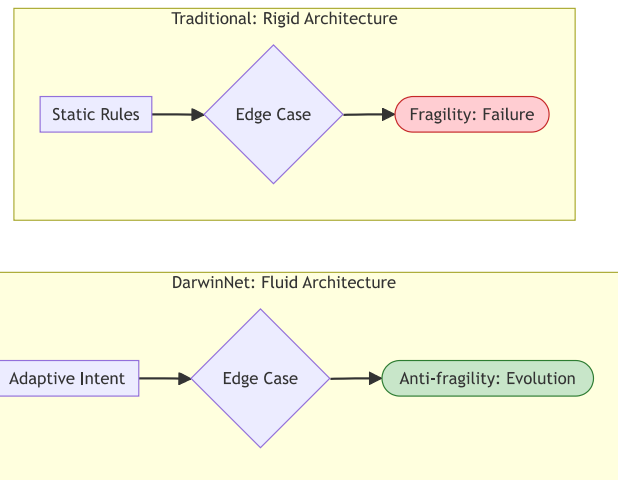 Traditional: Rigid Architecture
Static Rules
Edge Case
Fragility: Failure
DarwinNet: Fluid Architecture
Adaptive Intent
Edge Case
Anti-fragility: Evolution